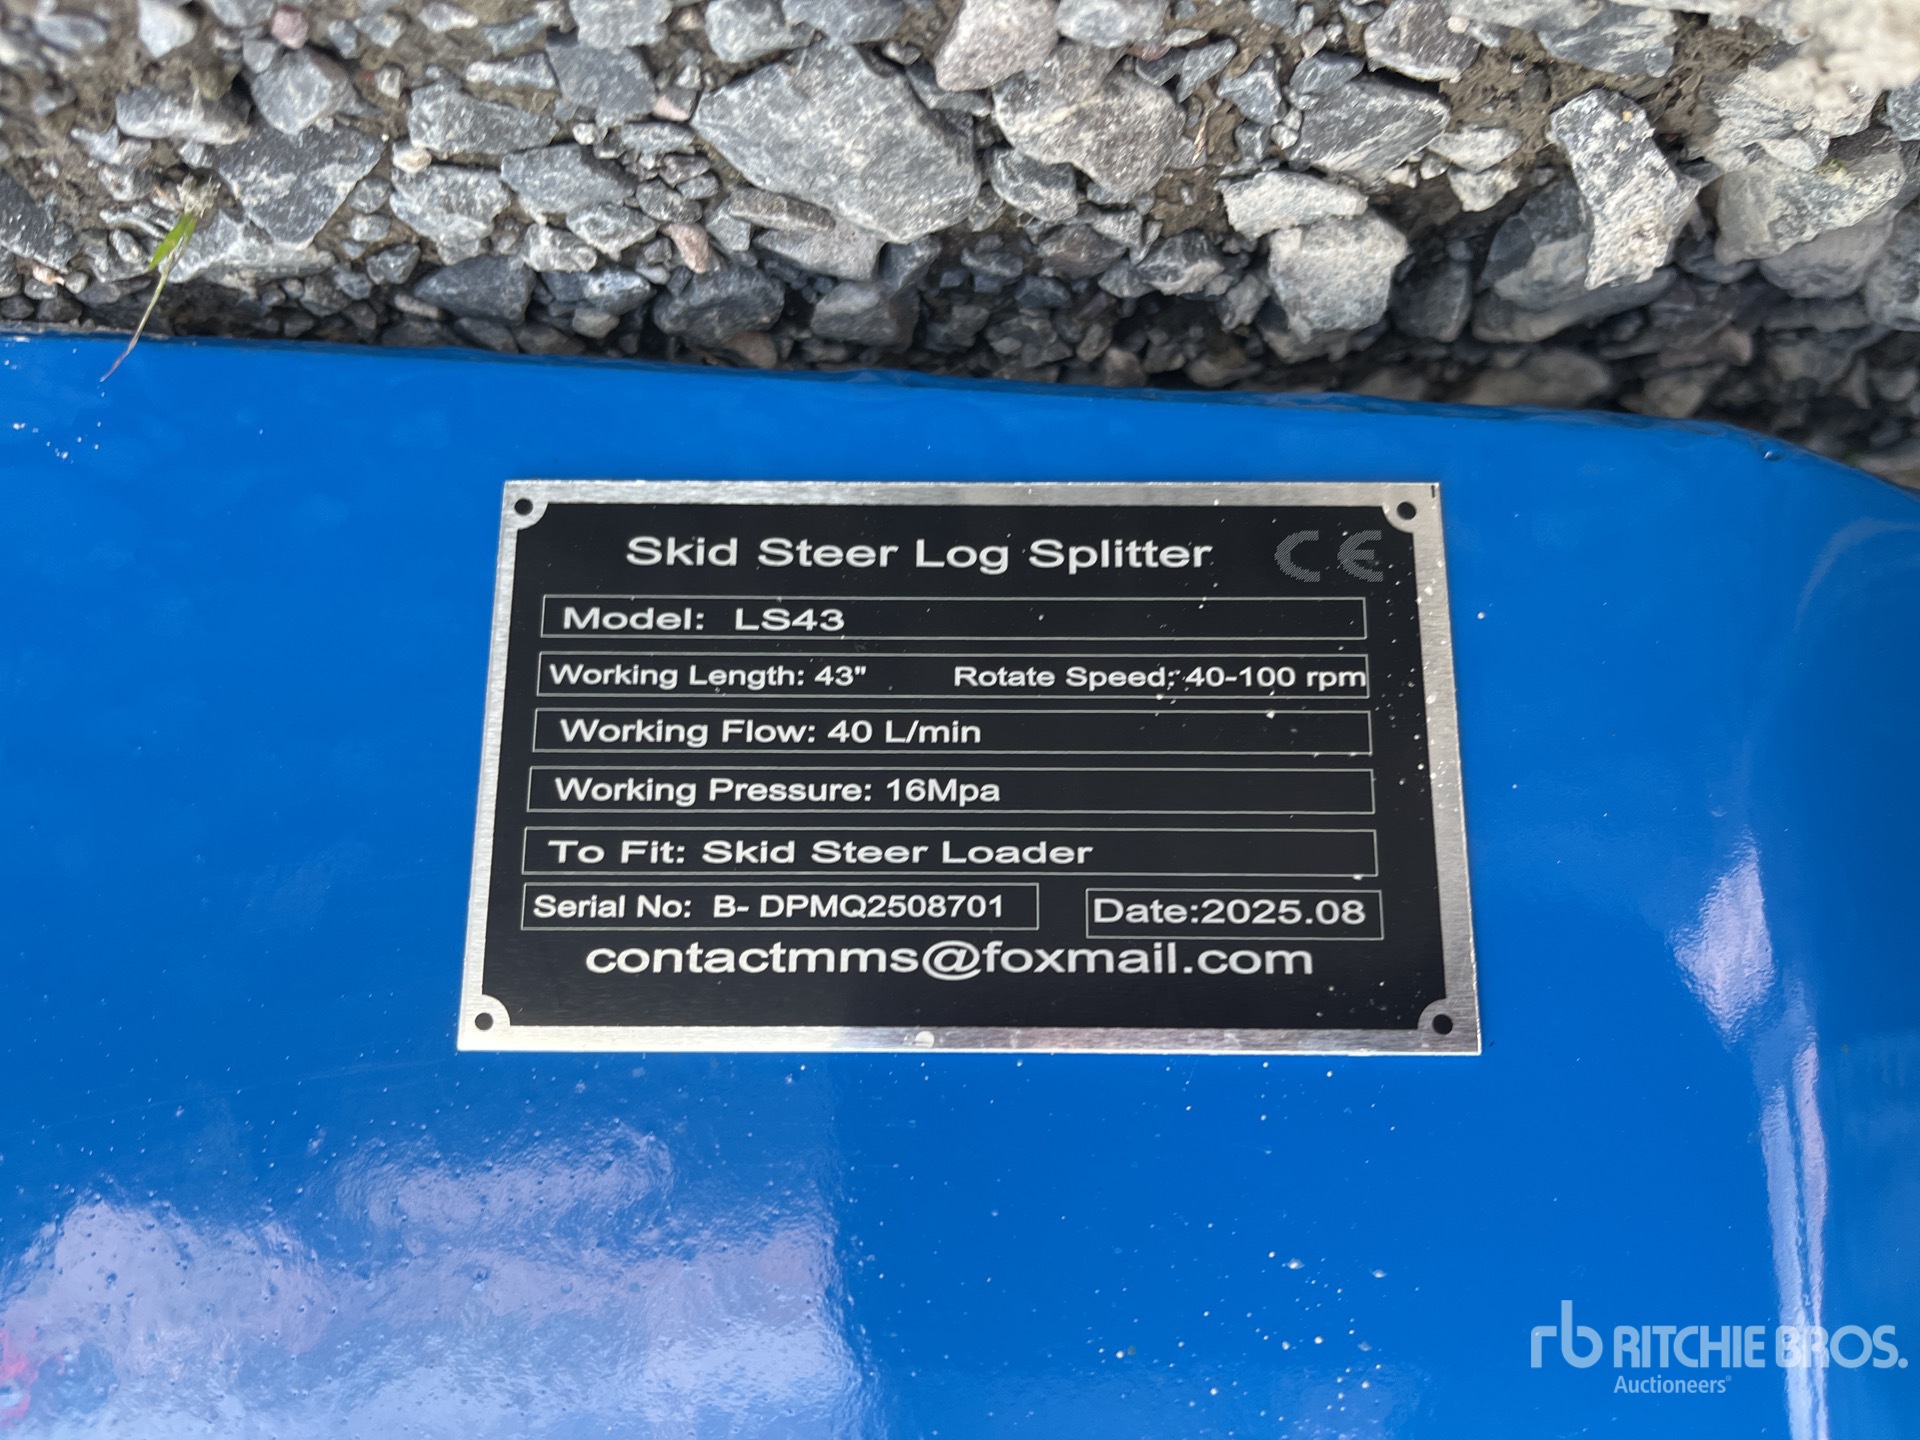 Skid Steer Log Splitter CE
Model: LS43
Working Length: 43" Rotate Speed: 40-100 rpm
Working Flow: 40 L/min
Working Pressure: 16Mpa
To Fit: Skid Steer Loader
Serial No: B- DPMQ2508701 Date:2025.08
contactmms@foxmail.com
rb RITCHIE BROS.
Auctioneers®